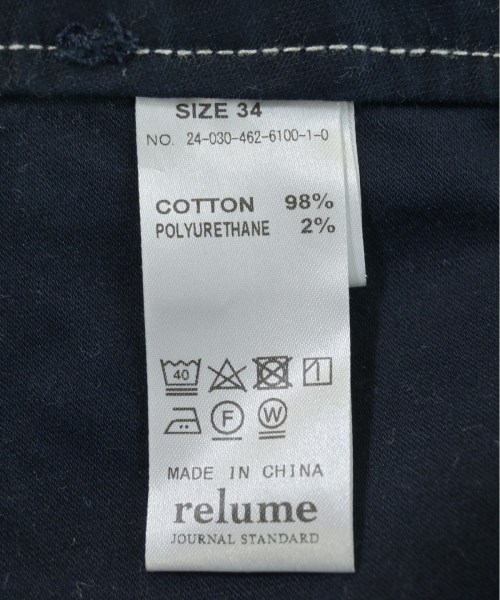 SIZE 34
NO. 24-030-462-6100-1-0
COTTON 98%
POLYURETHANE 2%
40
F W
MADE IN CHINA
relume
JOURNAL STANDARD